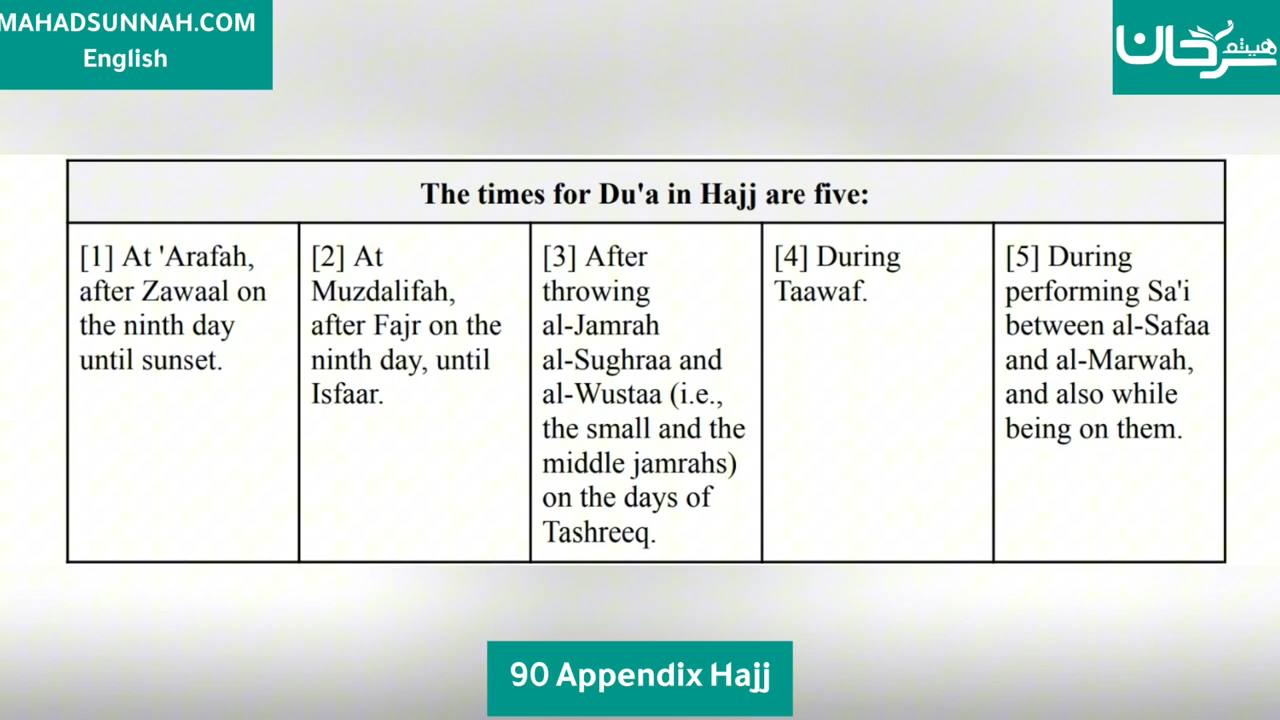 MAHADSUNNAH.COM
English
هيثم
سرحان
The times for Du'a in Hajj are five:
[1] At 'Arafah,
after Zawaal on
the ninth day
until sunset.
[2] At
Muzdalifah,
after Fajr on the
ninth day, until
Isfaar.
[3] After
throwing
al-Jamrah
al-Sughraa and
al-Wustaa (i.e.,
the small and the
middle jamrahs)
on the days of
Tashreeq.
[4] During
Taawaf.
[5] During
performing Sa'i
between al-Safaa
and al-Marwah,
and also while
being on them.
90 Appendix Hajj